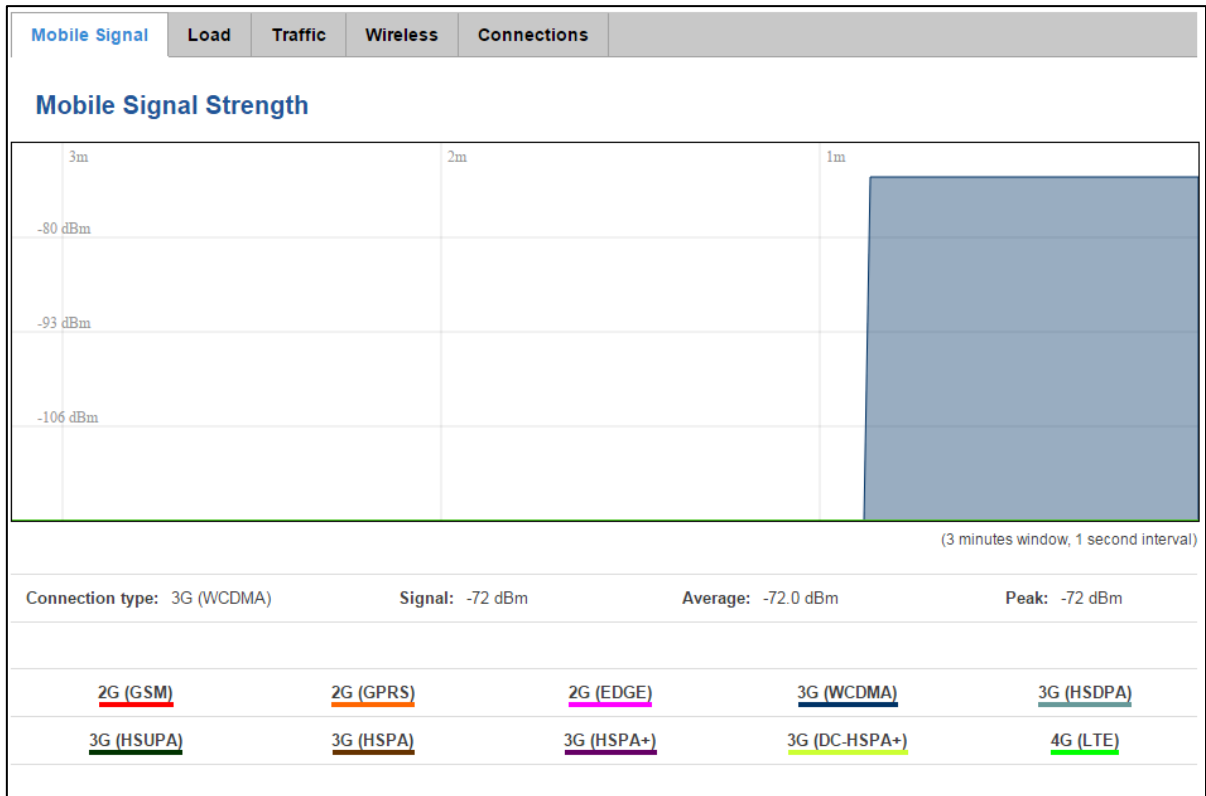 Mobile Signal Load Traffic Wireless Connections
Mobile Signal Strength
3m 2m 1m
-80 dBm
-93 dBm
-106 dBm
(3 minutes window, 1 second interval)
Connection type: 3G (WCDMA) Signal: -72 dBm Average: -72.0 dBm Peak: -72 dBm
2G (GSM) 2G (GPRS) 2G (EDGE) 3G (WCDMA) 3G (HSDPA)
3G (HSUPA) 3G (HSPA) 3G (HSPA+) 3G (DC-HSPA+) 4G (LTE)